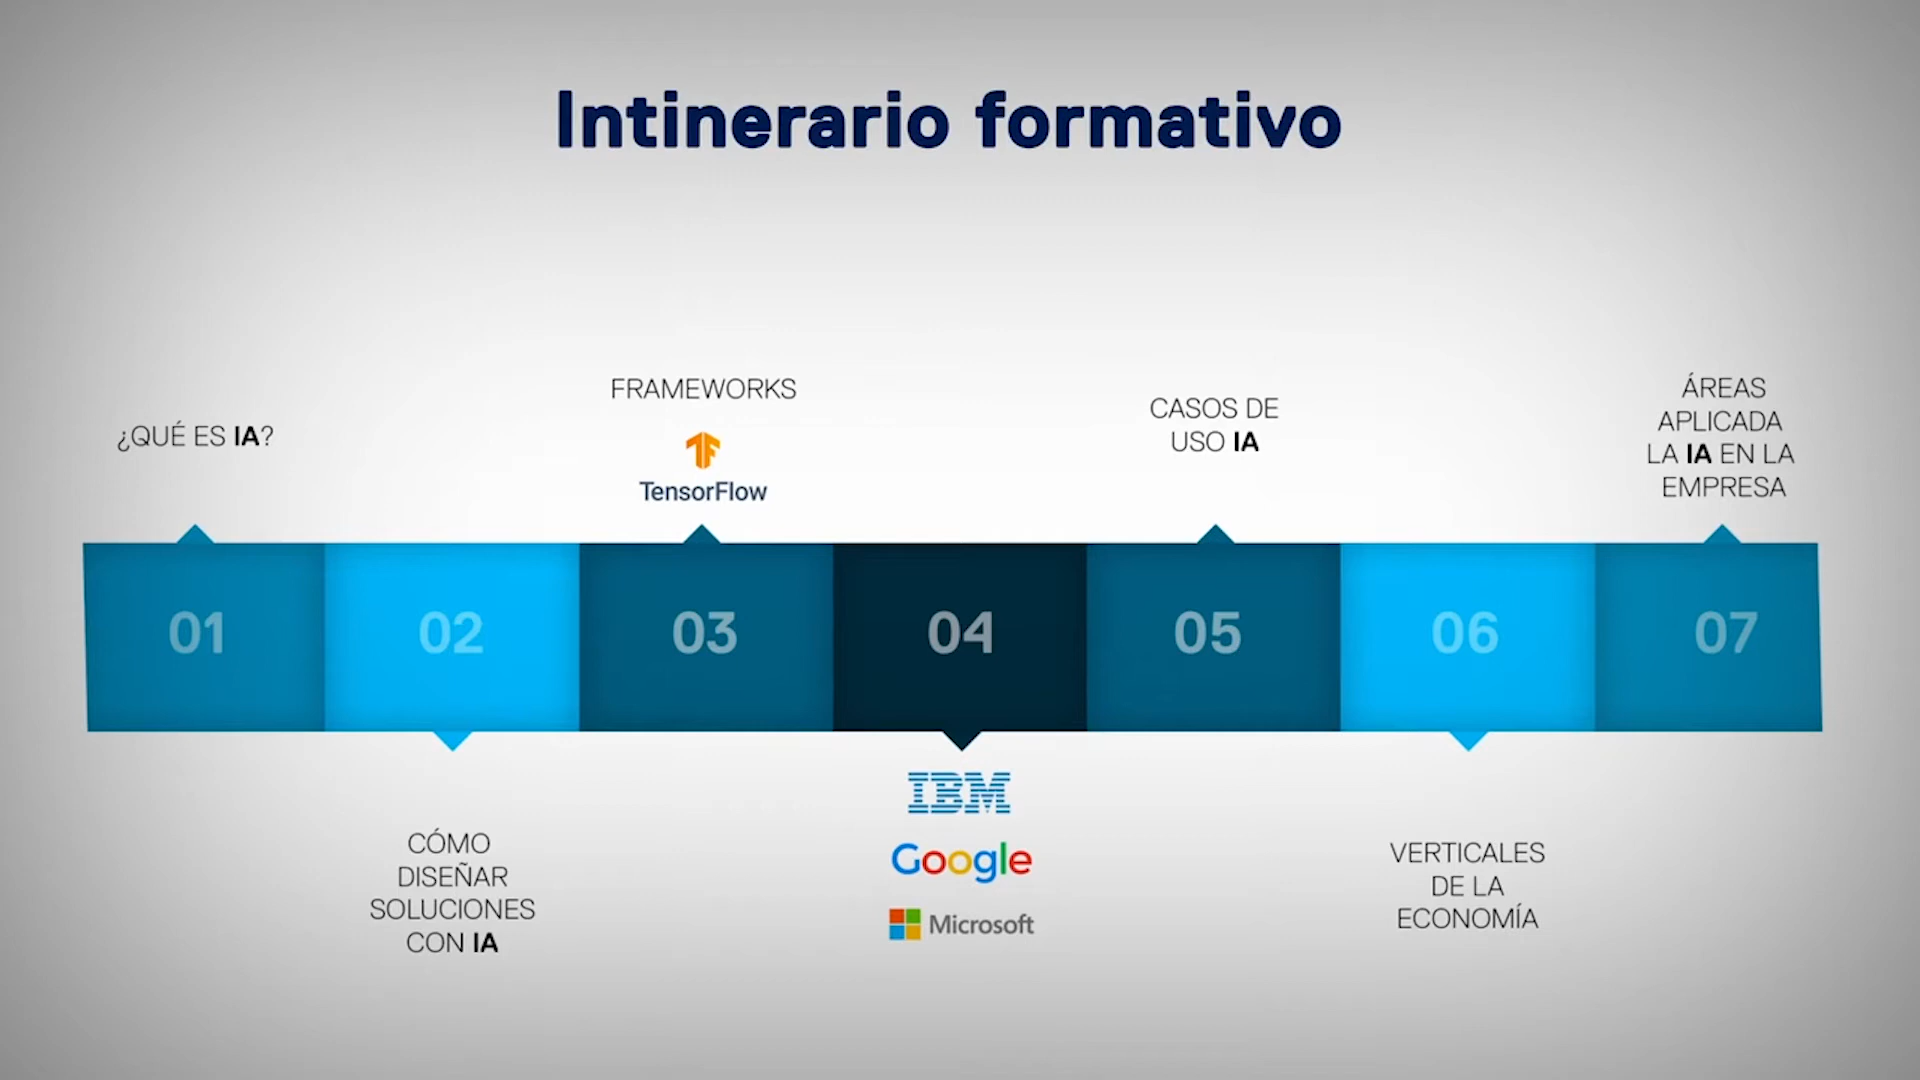 Intinerario formativo
¿QUÉ ES IA?
FRAMEWORKS
TensorFlow
CASOS DE
USO IA
ÁREAS
APLICADA
LA IA EN LA
EMPRESA
01
02
03
04
05
06
07
CÓMO
DISEÑAR
SOLUCIONES
CON IA
IBM
Google
Microsoft
VERTICALES
DE LA
ECONOMÍA